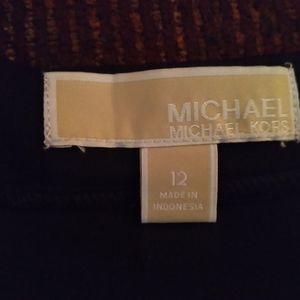 MICHAEL
MICHAEL KORS
12
MADE IN
INDONESIA